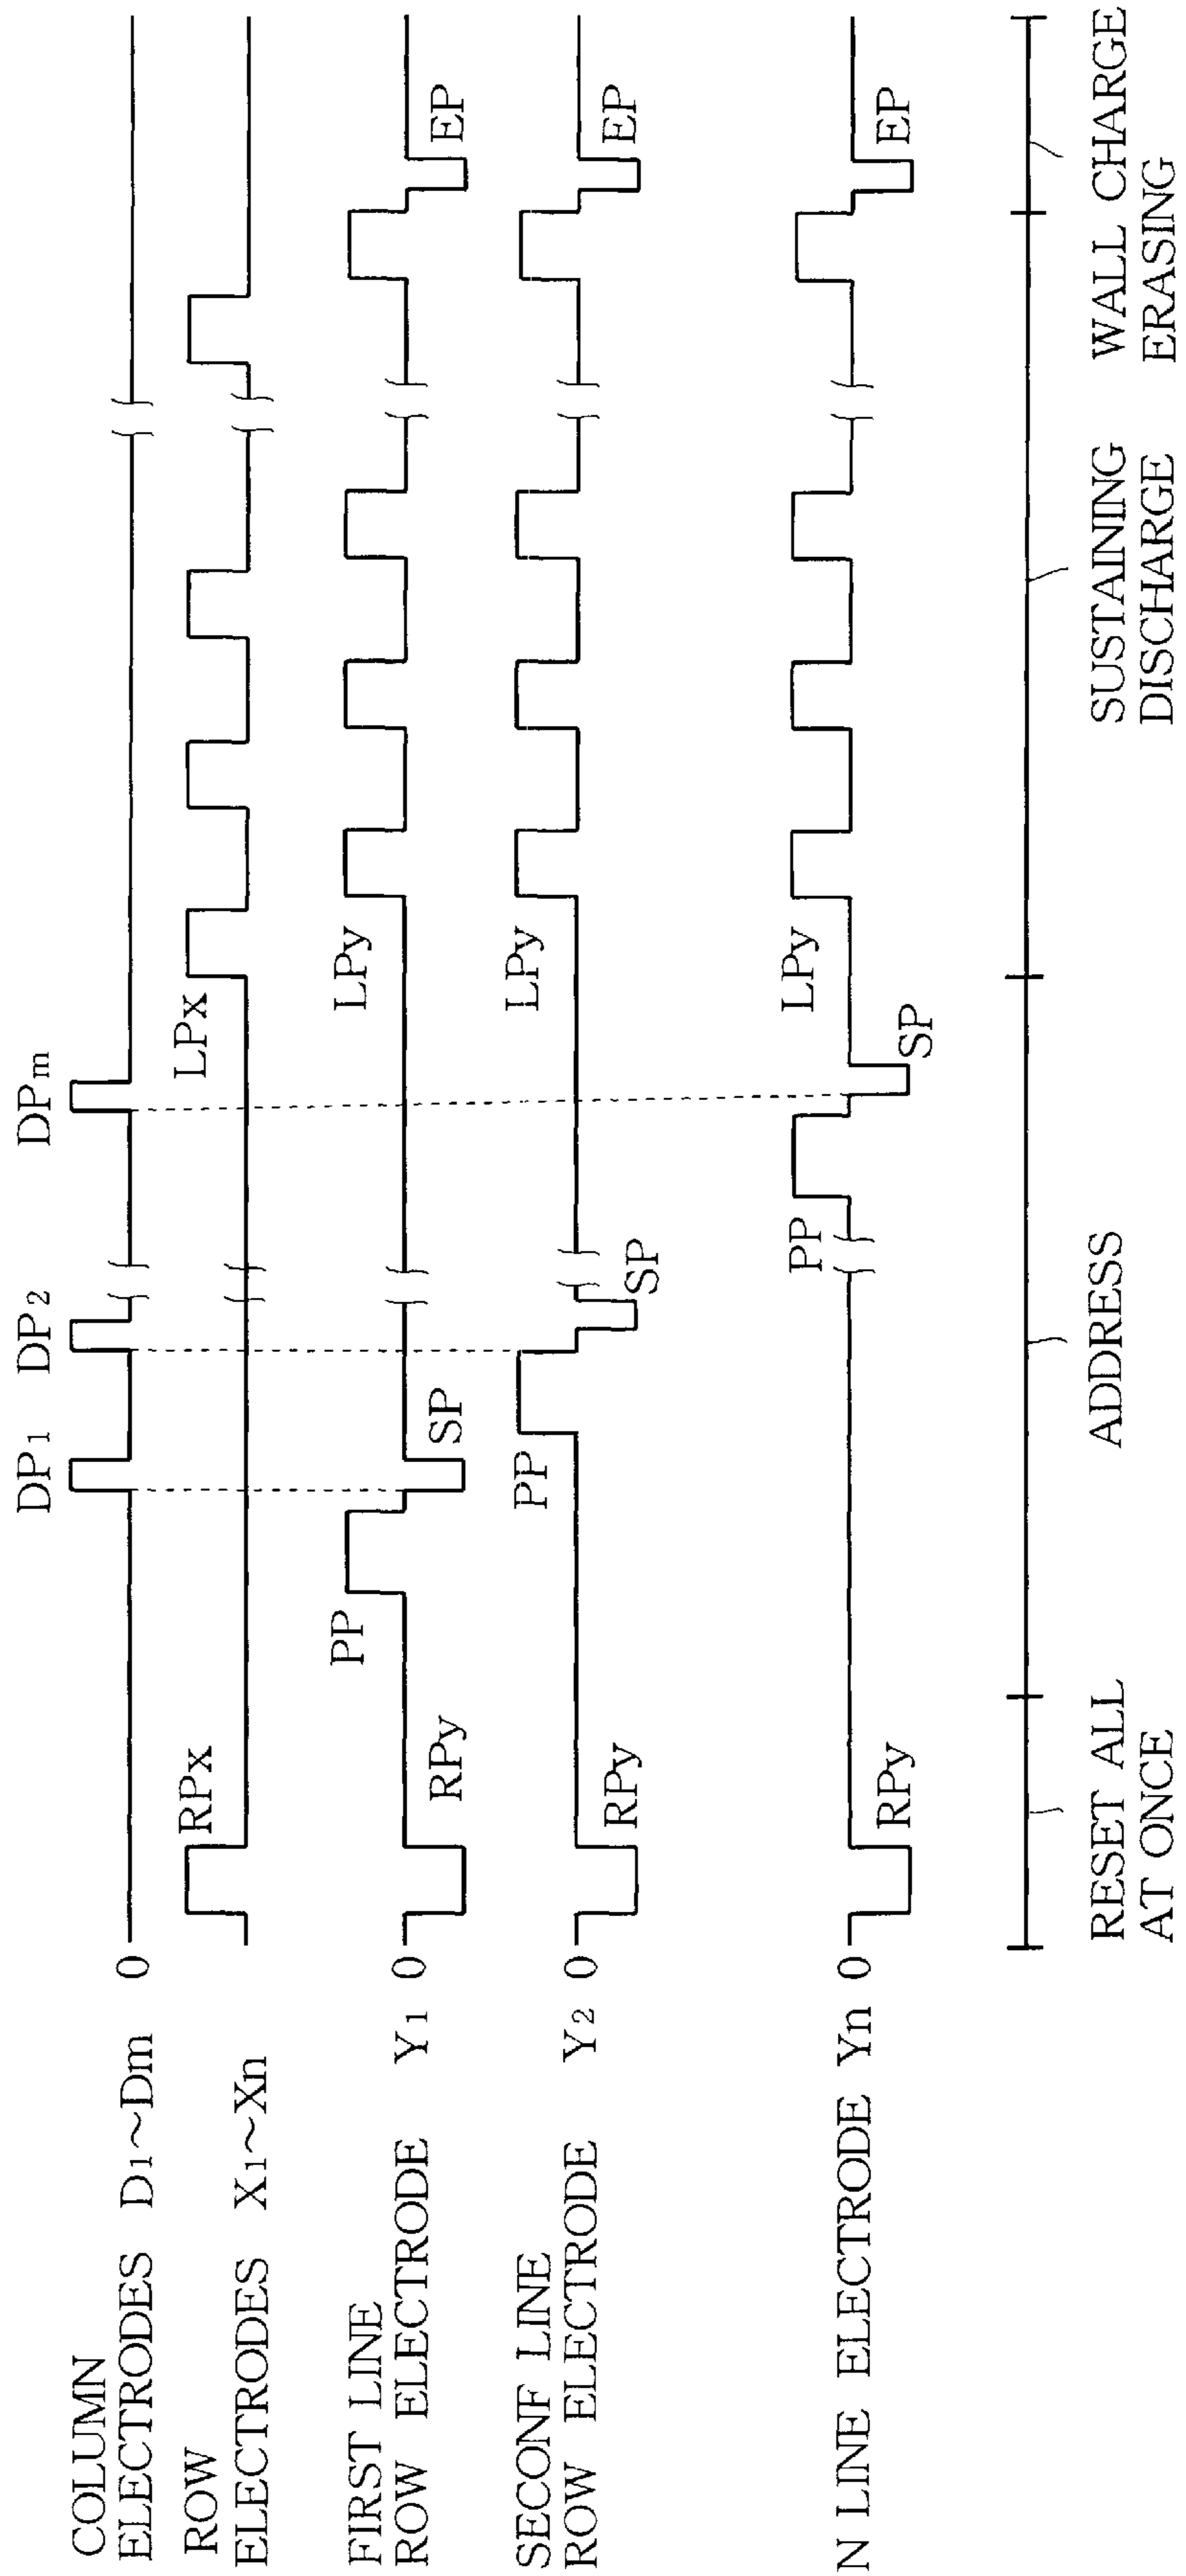 COLUMN
ELECTRODES D1~Dm
0
DP1
DP2
DPm
ROW
ELECTRODES X1~Xn
RPx
LPx
FIRST LINE
ROW ELECTRODE Y1
0
RPy
PP
SP
LPy
EP
SECONF LINE
ROW ELECTRODE Y2
0
RPy
PP
SP
LPy
EP
N LINE ELECTRODE Yn
0
RPy
PP
SP
LPy
EP
RESET ALL
AT ONCE
ADDRESS
SUSTAINING
DISCHARGE
WALL CHARGE
ERASING